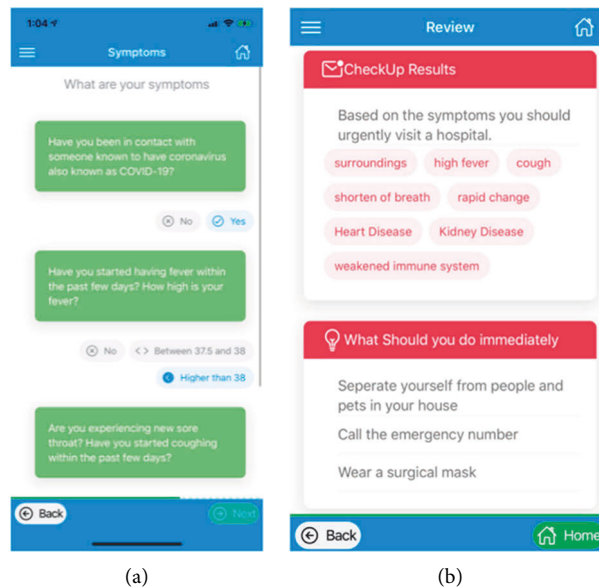 1:04
Symptoms
What are your symptoms
Have you been in contact with
someone known to have coronavirus
also known as COVID-19?
No
Yes
Have you started having fever within
the past few days? How high is your
fever?
No
<> Between 37.5 and 38
Higher than 38
Are you experiencing new sore
throat? Have you started coughing
within the past few days?
Back
Next
(a)
Review
CheckUp Results
Based on the symptoms you should
urgently visit a hospital.
surroundings
high fever
cough
shorten of breath
rapid change
Heart Disease
Kidney Disease
weakened immune system
What Should you do immediately
Seperate yourself from people and
pets in your house
Call the emergency number
Wear a surgical mask
Back
Home
(b)